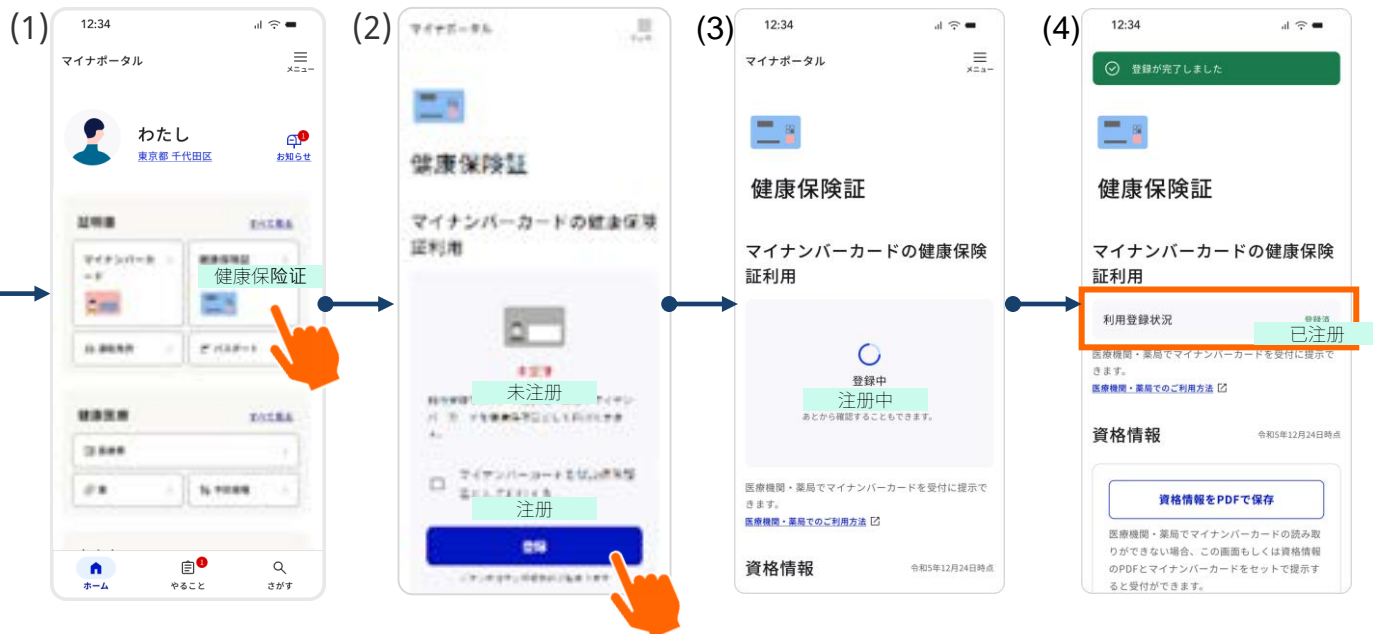 (1)
12:34
マイナポータル
メニュー
わたし
東京都 千代田区
1
お知らせ
証明書
すべて見る
マイナンバーカ
ード
健康保険証
健康保险证
パスポート
健康医療
すべて見る
ホーム
1
やること
さがす
(2)
マイナポータル
健康保険証
マイナンバーカードの健康保険
証利用
未登録
未注册
注册
登録
(3)
12:34
マイナポータル
メニュー
健康保険証
マイナンバーカードの健康保険
証利用
登録中
注册中
あとから確認することもできます。
医療機関・薬局でマイナンバーカードを受付に提示で
きます。
医療機関・薬局でのご利用方法
資格情報
令和5年12月24日時点
(4)
12:34
登録が完了しました
健康保険証
マイナンバーカードの健康保険
証利用
利用登録状況
登録済
已注册
医療機関・薬局でマイナンバーカードを受付に提示で
きます。
医療機関・薬局でのご利用方法
資格情報
令和5年12月24日時点
資格情報をPDFで保存
医療機関・薬局でマイナンバーカードの読み取
りができない場合、この画面もしくは資格情報
のPDFとマイナンバーカードをセットで提示す
ると受付ができます。